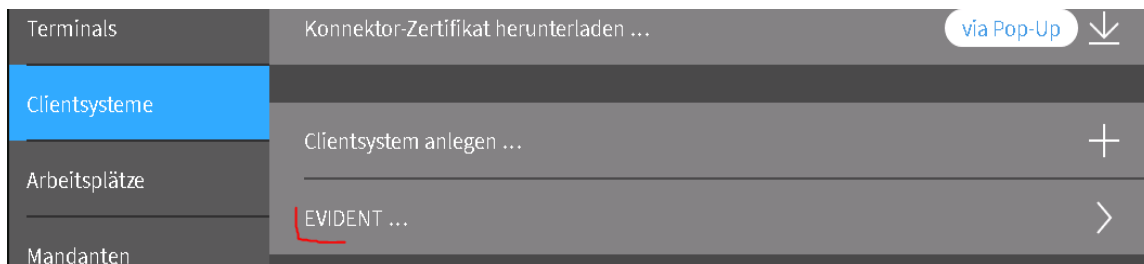 Terminals
Clientsysteme
Arbeitsplätze
Mandanten
Konnektor-Zertifikat herunterladen ...
via Pop-Up
Clientsystem anlegen ...
EVIDENT ...